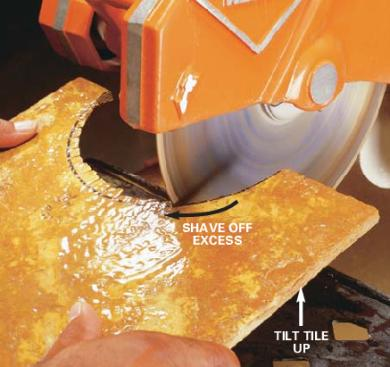 SHAVE OFF
EXCESS
TILT TILE
UP